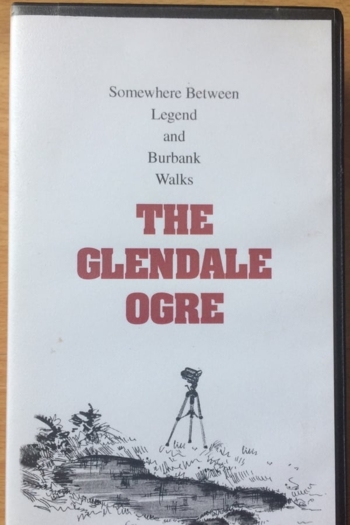 Somewhere Between
Legend
and
Burbank
Walks
THE
GLENDALE
OGRE